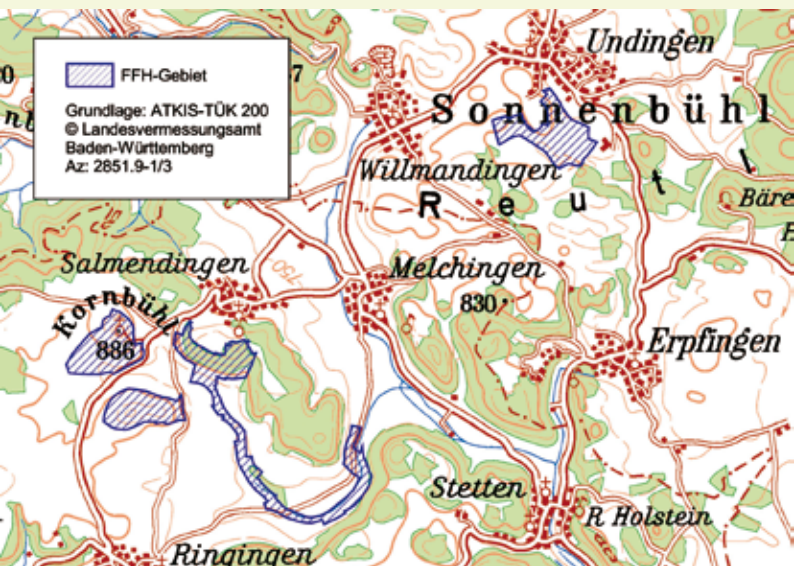 FFH-Gebiet
Grundlage: ATKIS-TÜK 200
© Landesvermessungsamt
Baden-Württemberg
Az: 2851.9-1/3
Undingen
Sonnenbühl
Willmandingen
Reutl
Bäre
Salmendingen
750
Melchingen
830
Kornbühl
886
Erpfingen
Stetten
R Holstein
Ringingen